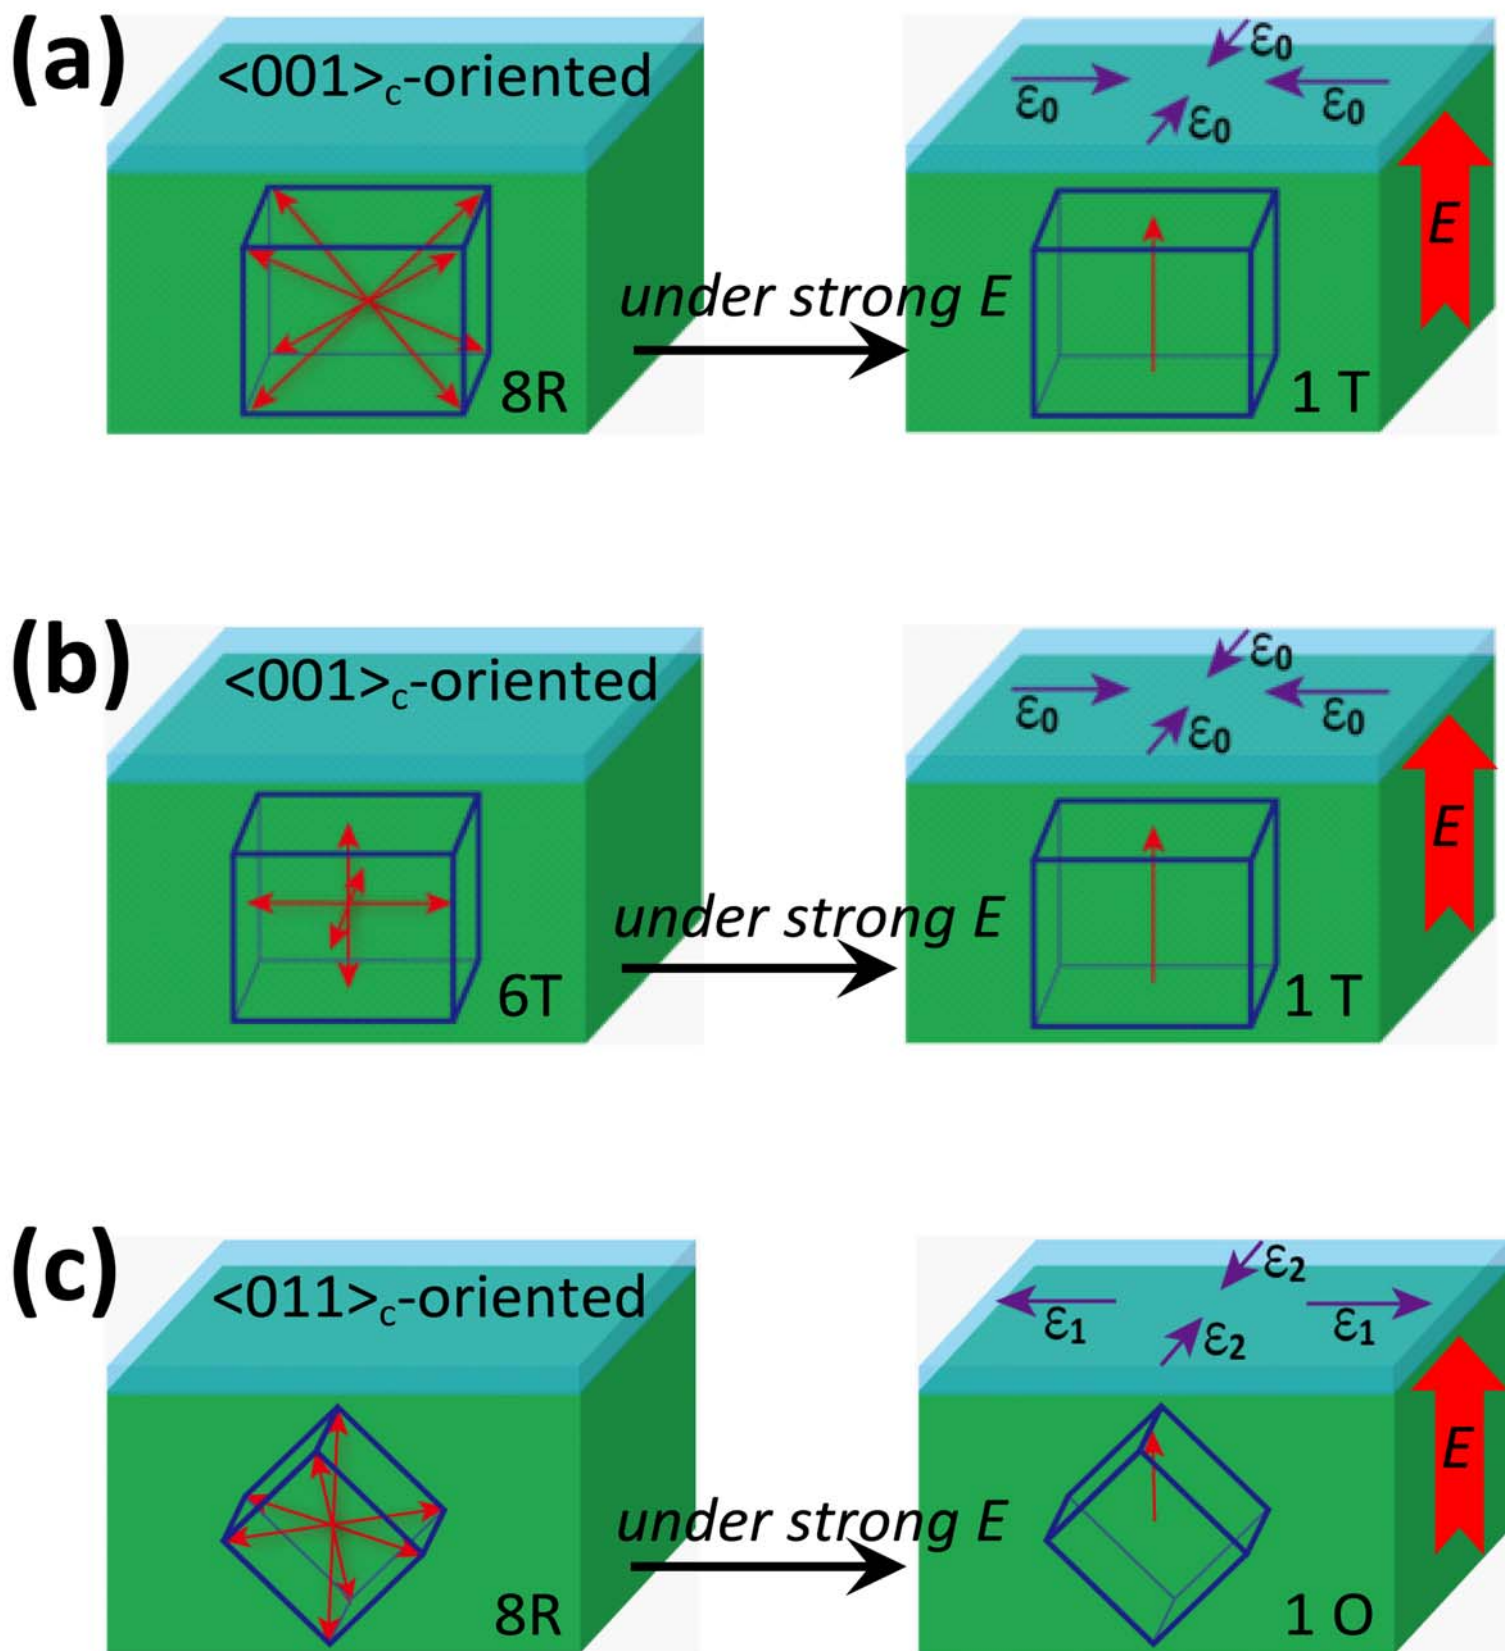 (a)
<001>c-oriented
8R
under strong E
ε0
ε0
ε0
ε0
E
1 T
(b)
<001>c-oriented
6T
under strong E
ε0
ε0
ε0
ε0
E
1 T
(c)
<011>c-oriented
8R
under strong E
ε2
ε1
ε1
ε2
E
1 O